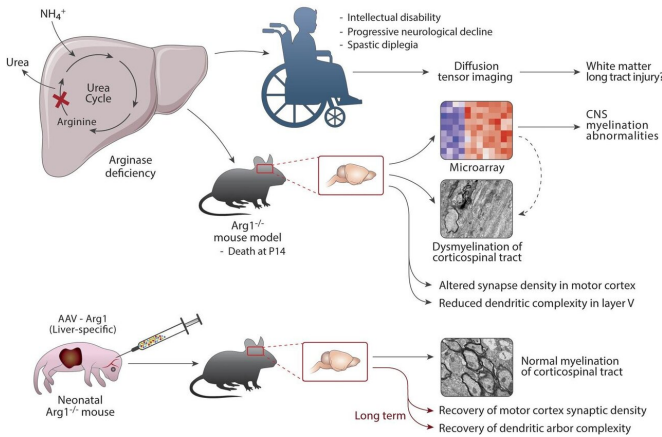 NH₄⁺
Urea
Urea
Cycle
Arginine
Arginase
deficiency
- Intellectual disability
- Progressive neurological decline
- Spastic diplegia
Diffusion
tensor imaging
White matter
long tract injury?
Microarray
CNS
myelination
abnormalities
Arg1⁻/⁻
mouse model
- Death at P14
Dysmyelination of
corticospinal tract
Altered synapse density in motor cortex
Reduced dendritic complexity in layer V
AAV - Arg1
(Liver-specific)
Neonatal
Arg1⁻/⁻ mouse
Normal myelination
of corticospinal tract
Long term
Recovery of motor cortex synaptic density
Recovery of dendritic arbor complexity